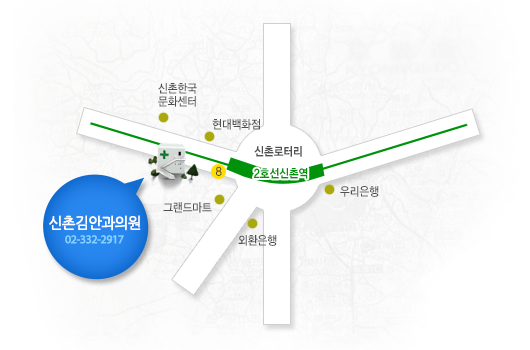 신촌한국
문화센터
현대백화점
신촌로터리
2호선신촌역
8
우리은행
그랜드마트
외환은행
신촌김안과의원
02-332-2917